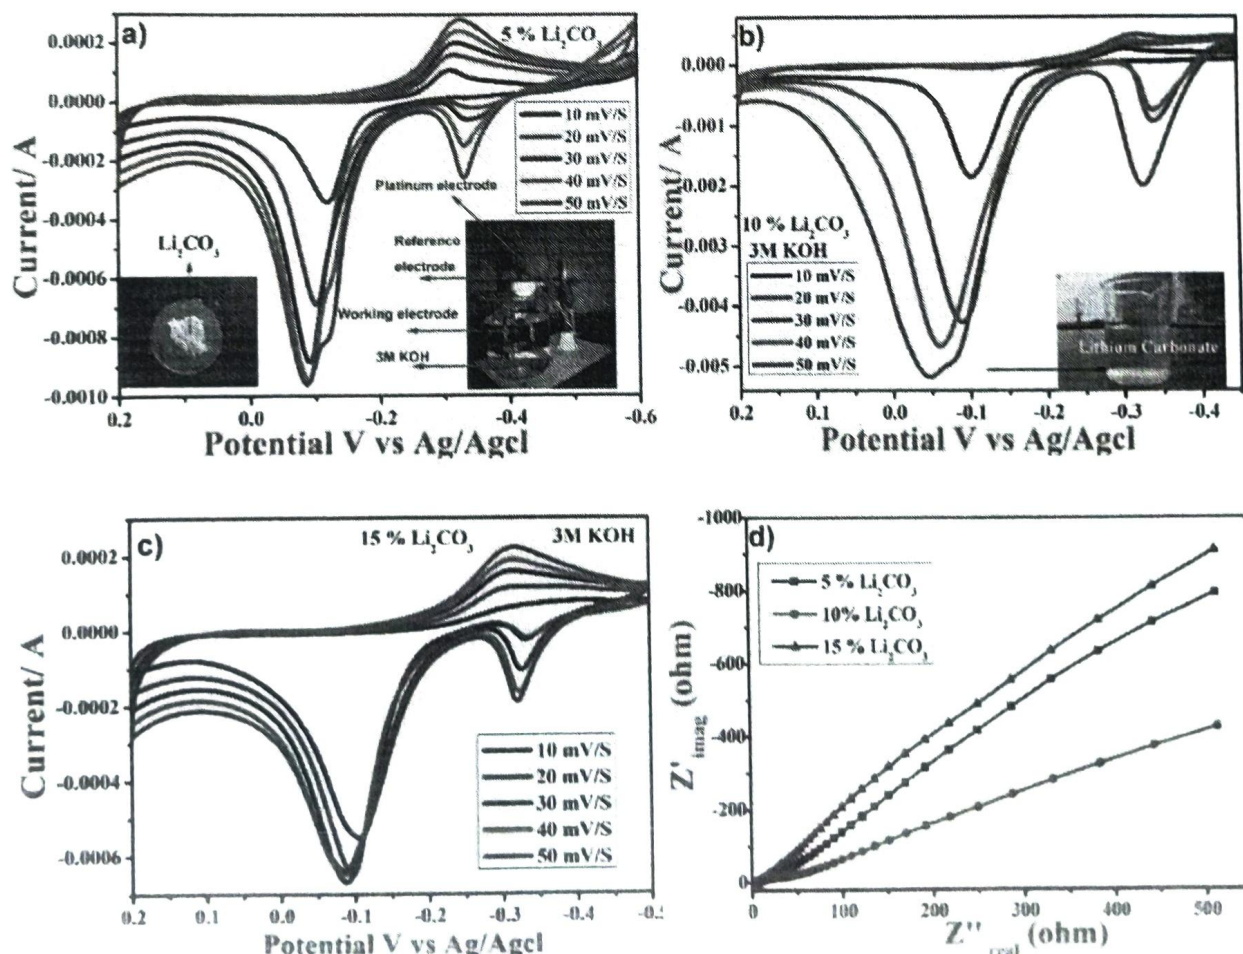 a)
5 % Li₂CO₃
0.0002
0.0000
-0.0002
-0.0004
-0.0006
-0.0008
-0.0010
Current/ A
10 mV/S
20 mV/S
30 mV/S
40 mV/S
50 mV/S
Platinum electrode
Reference
electrode
Working electrode
3M KOH
Li₂CO₃
0.2 0.0 -0.2 -0.4 -0.6
Potential V vs Ag/Agcl
b)
0.000
-0.001
-0.002
-0.003
-0.004
-0.005
Current/ A
10 % Li₂CO₃
3M KOH
10 mV/S
20 mV/S
30 mV/S
40 mV/S
50 mV/S
Lithium Carbonate
0.2 0.1 0.0 -0.1 -0.2 -0.3 -0.4
Potential V vs Ag/Agcl
c)
15 % Li₂CO₃ 3M KOH
0.0002
0.0000
-0.0002
-0.0004
-0.0006
Current/ A
10 mV/S
20 mV/S
30 mV/S
40 mV/S
50 mV/S
0.2 0.1 0.0 -0.1 -0.2 -0.3 -0.4
Potential V vs Ag/Agcl
d)
-1000
-800
-600
-400
-200
0
Z'imag (ohm)
5 % Li₂CO₃
10% Li₂CO₃
15 % Li₂CO₃
0 100 200 300 400 500
Z''real (ohm)